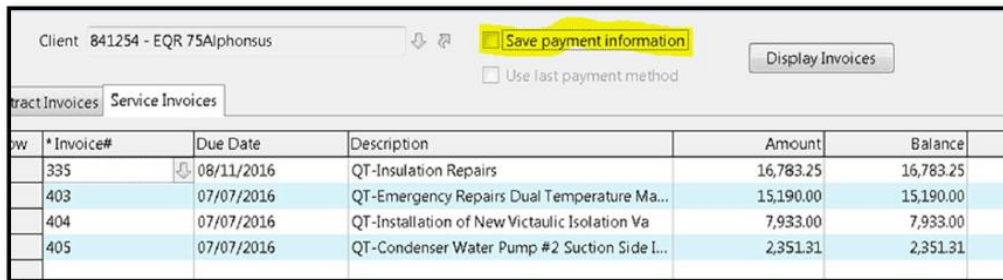 Client 841254 - EQR 75Alphonsus Save payment information
Use last payment method Display Invoices
tract Invoices Service Invoices
ow *Invoice# Due Date Description Amount Balance
335 08/11/2016 QT-Insulation Repairs 16,783.25 16,783.25
403 07/07/2016 QT-Emergency Repairs Dual Temperature Ma... 15,190.00 15,190.00
404 07/07/2016 QT-Installation of New Victaulic Isolation Va 7,933.00 7,933.00
405 07/07/2016 QT-Condenser Water Pump #2 Suction Side I... 2,351.31 2,351.31